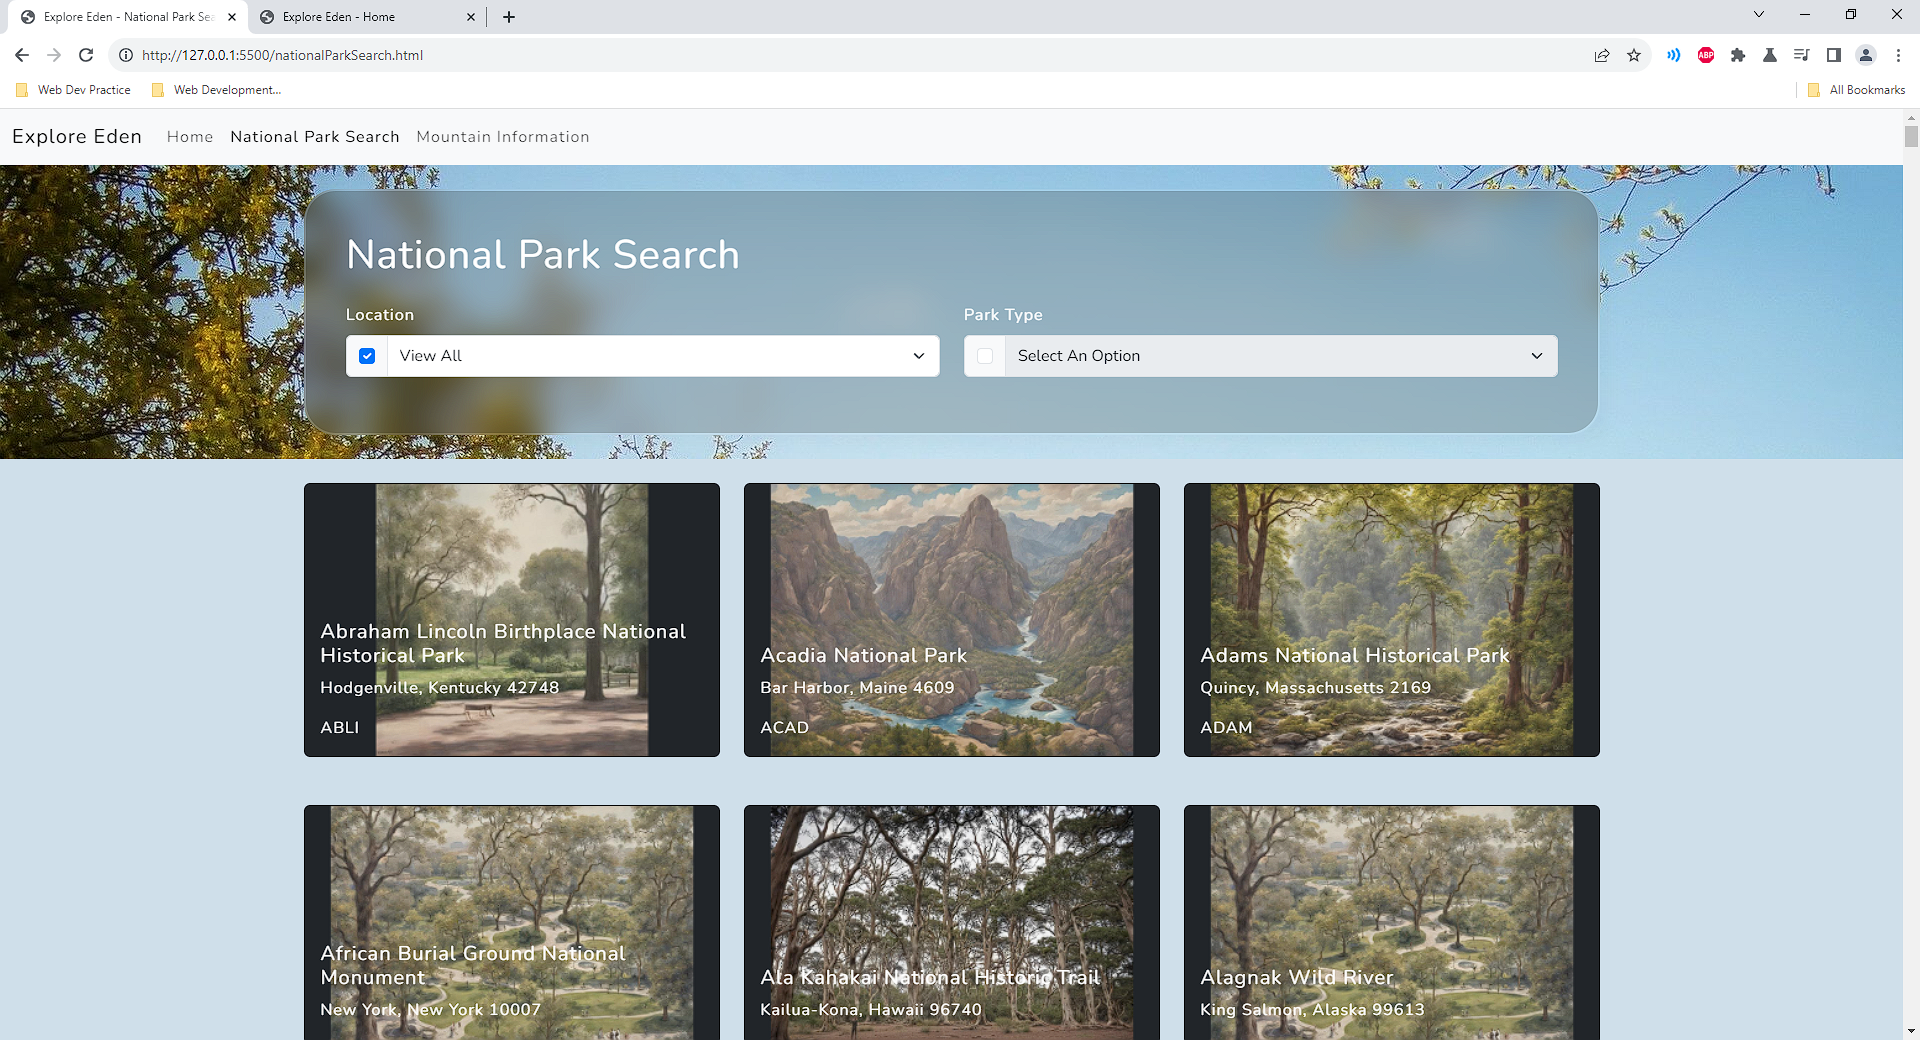 Explore Eden - National Park Sea
Explore Eden - Home
http://127.0.0.1:5500/nationalParkSearch.html
ABP
Web Dev Practice
Web Development...
All Bookmarks
Explore Eden
Home
National Park Search
Mountain Information
National Park Search
Location
Park Type
View All
Select An Option
Abraham Lincoln Birthplace National
Historical Park
Hodgenville, Kentucky 42748
ABLI
Acadia National Park
Bar Harbor, Maine 4609
ACAD
Adams National Historical Park
Quincy, Massachusetts 2169
ADAM
African Burial Ground National
Monument
New York, New York 10007
Ala Kahakai National Historic Trail
Kailua-Kona, Hawaii 96740
Alagnak Wild River
King Salmon, Alaska 99613